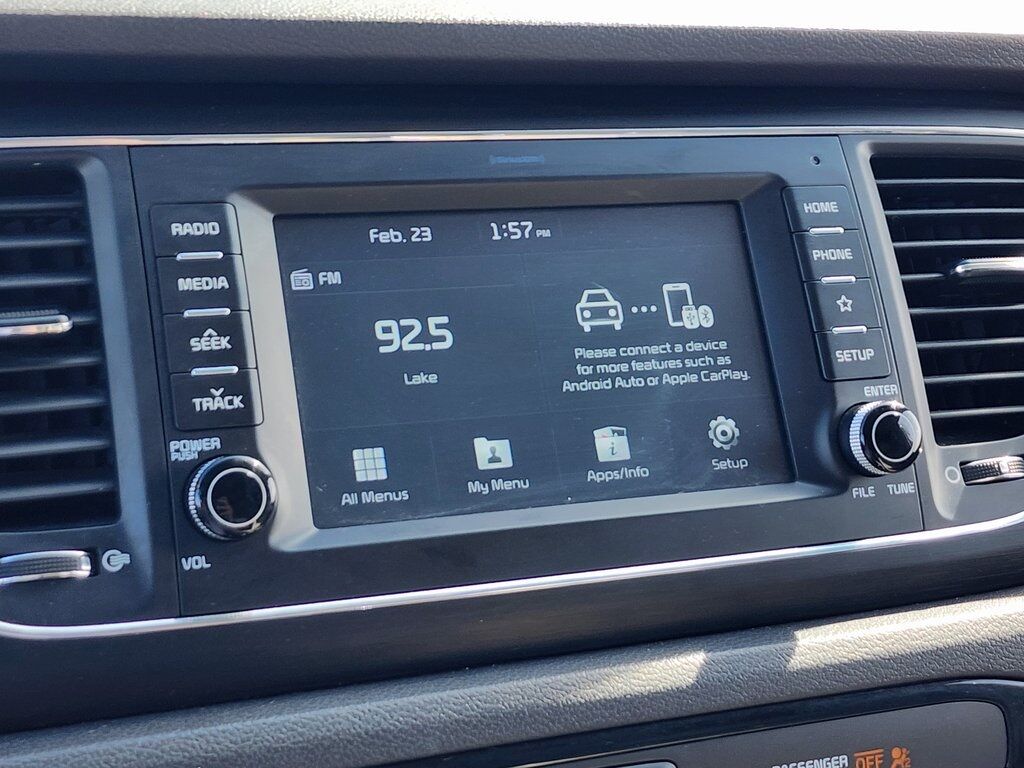 SiriusXM
RADIO
MEDIA
SEEK
TRACK
POWER
PUSH
VOL
Feb. 23
1:57 PM
FM
92.5
Lake
Please connect a device
for more features such as
Android Auto or Apple CarPlay.
All Menus
My Menu
i
Apps/Info
Setup
HOME
PHONE
SETUP
ENTER
FILE
TUNE
PASSENGER OFF